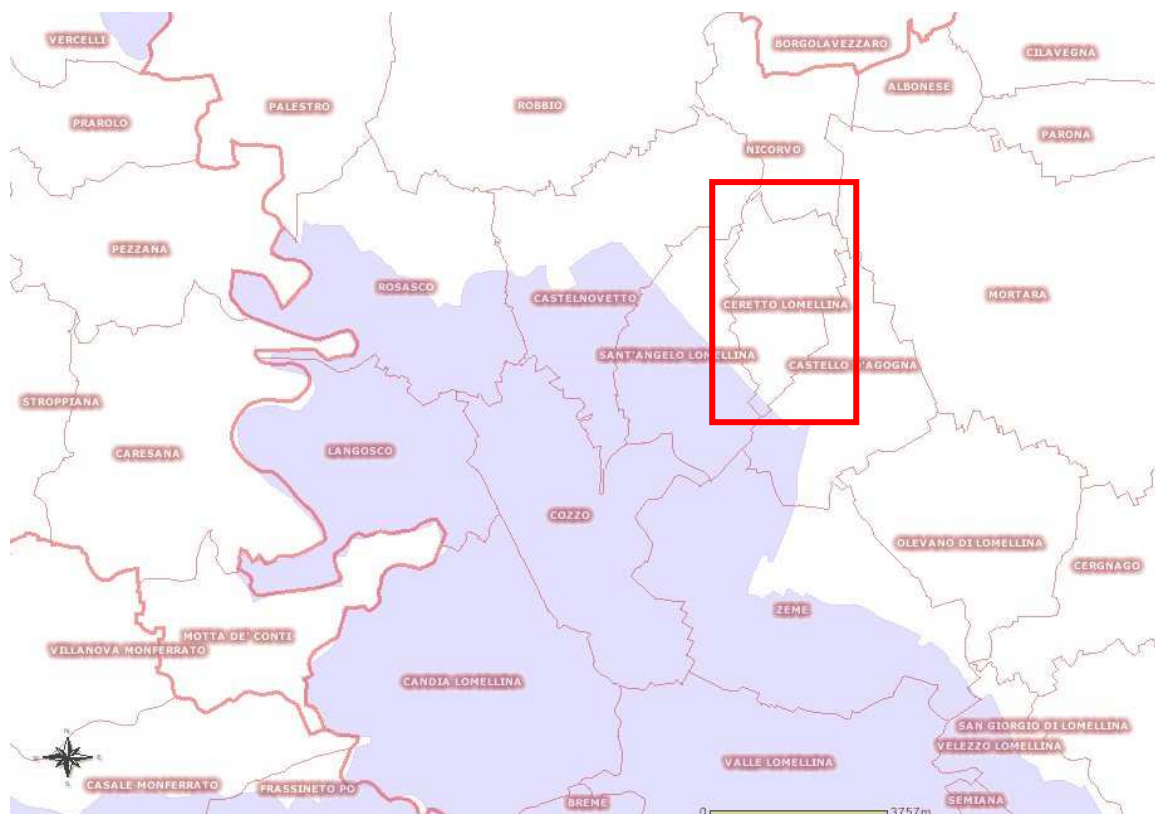 VERCELLI
BORGOLAVEZZARO
CILAVEGNA
ALBONESE
PALESTRO
ROBBIO
PRAROLO
PARONA
NICORVO
PEZZANA
ROSASCO
CASTELNOVETTO
MORTARA
CERETTO LOMELLINA
SANT'ANGELO LOMELLINA
CASTELLO D'AGOGNA
STROPPIANA
CARESANA
LANGOSCO
COZZO
OLEVANO DI LOMELLINA
CERGNAGO
ZEME
MOTTA DE' CONTI
VILLANOVA MONFERRATO
CANDIA LOMELLINA
SAN GIORGIO DI LOMELLINA
VELEZZO LOMELLINA
VALLE LOMELLINA
CASALE MONFERRATO
FRASSINETO PO
BREME
SEMIANA
N
S
0 3757m